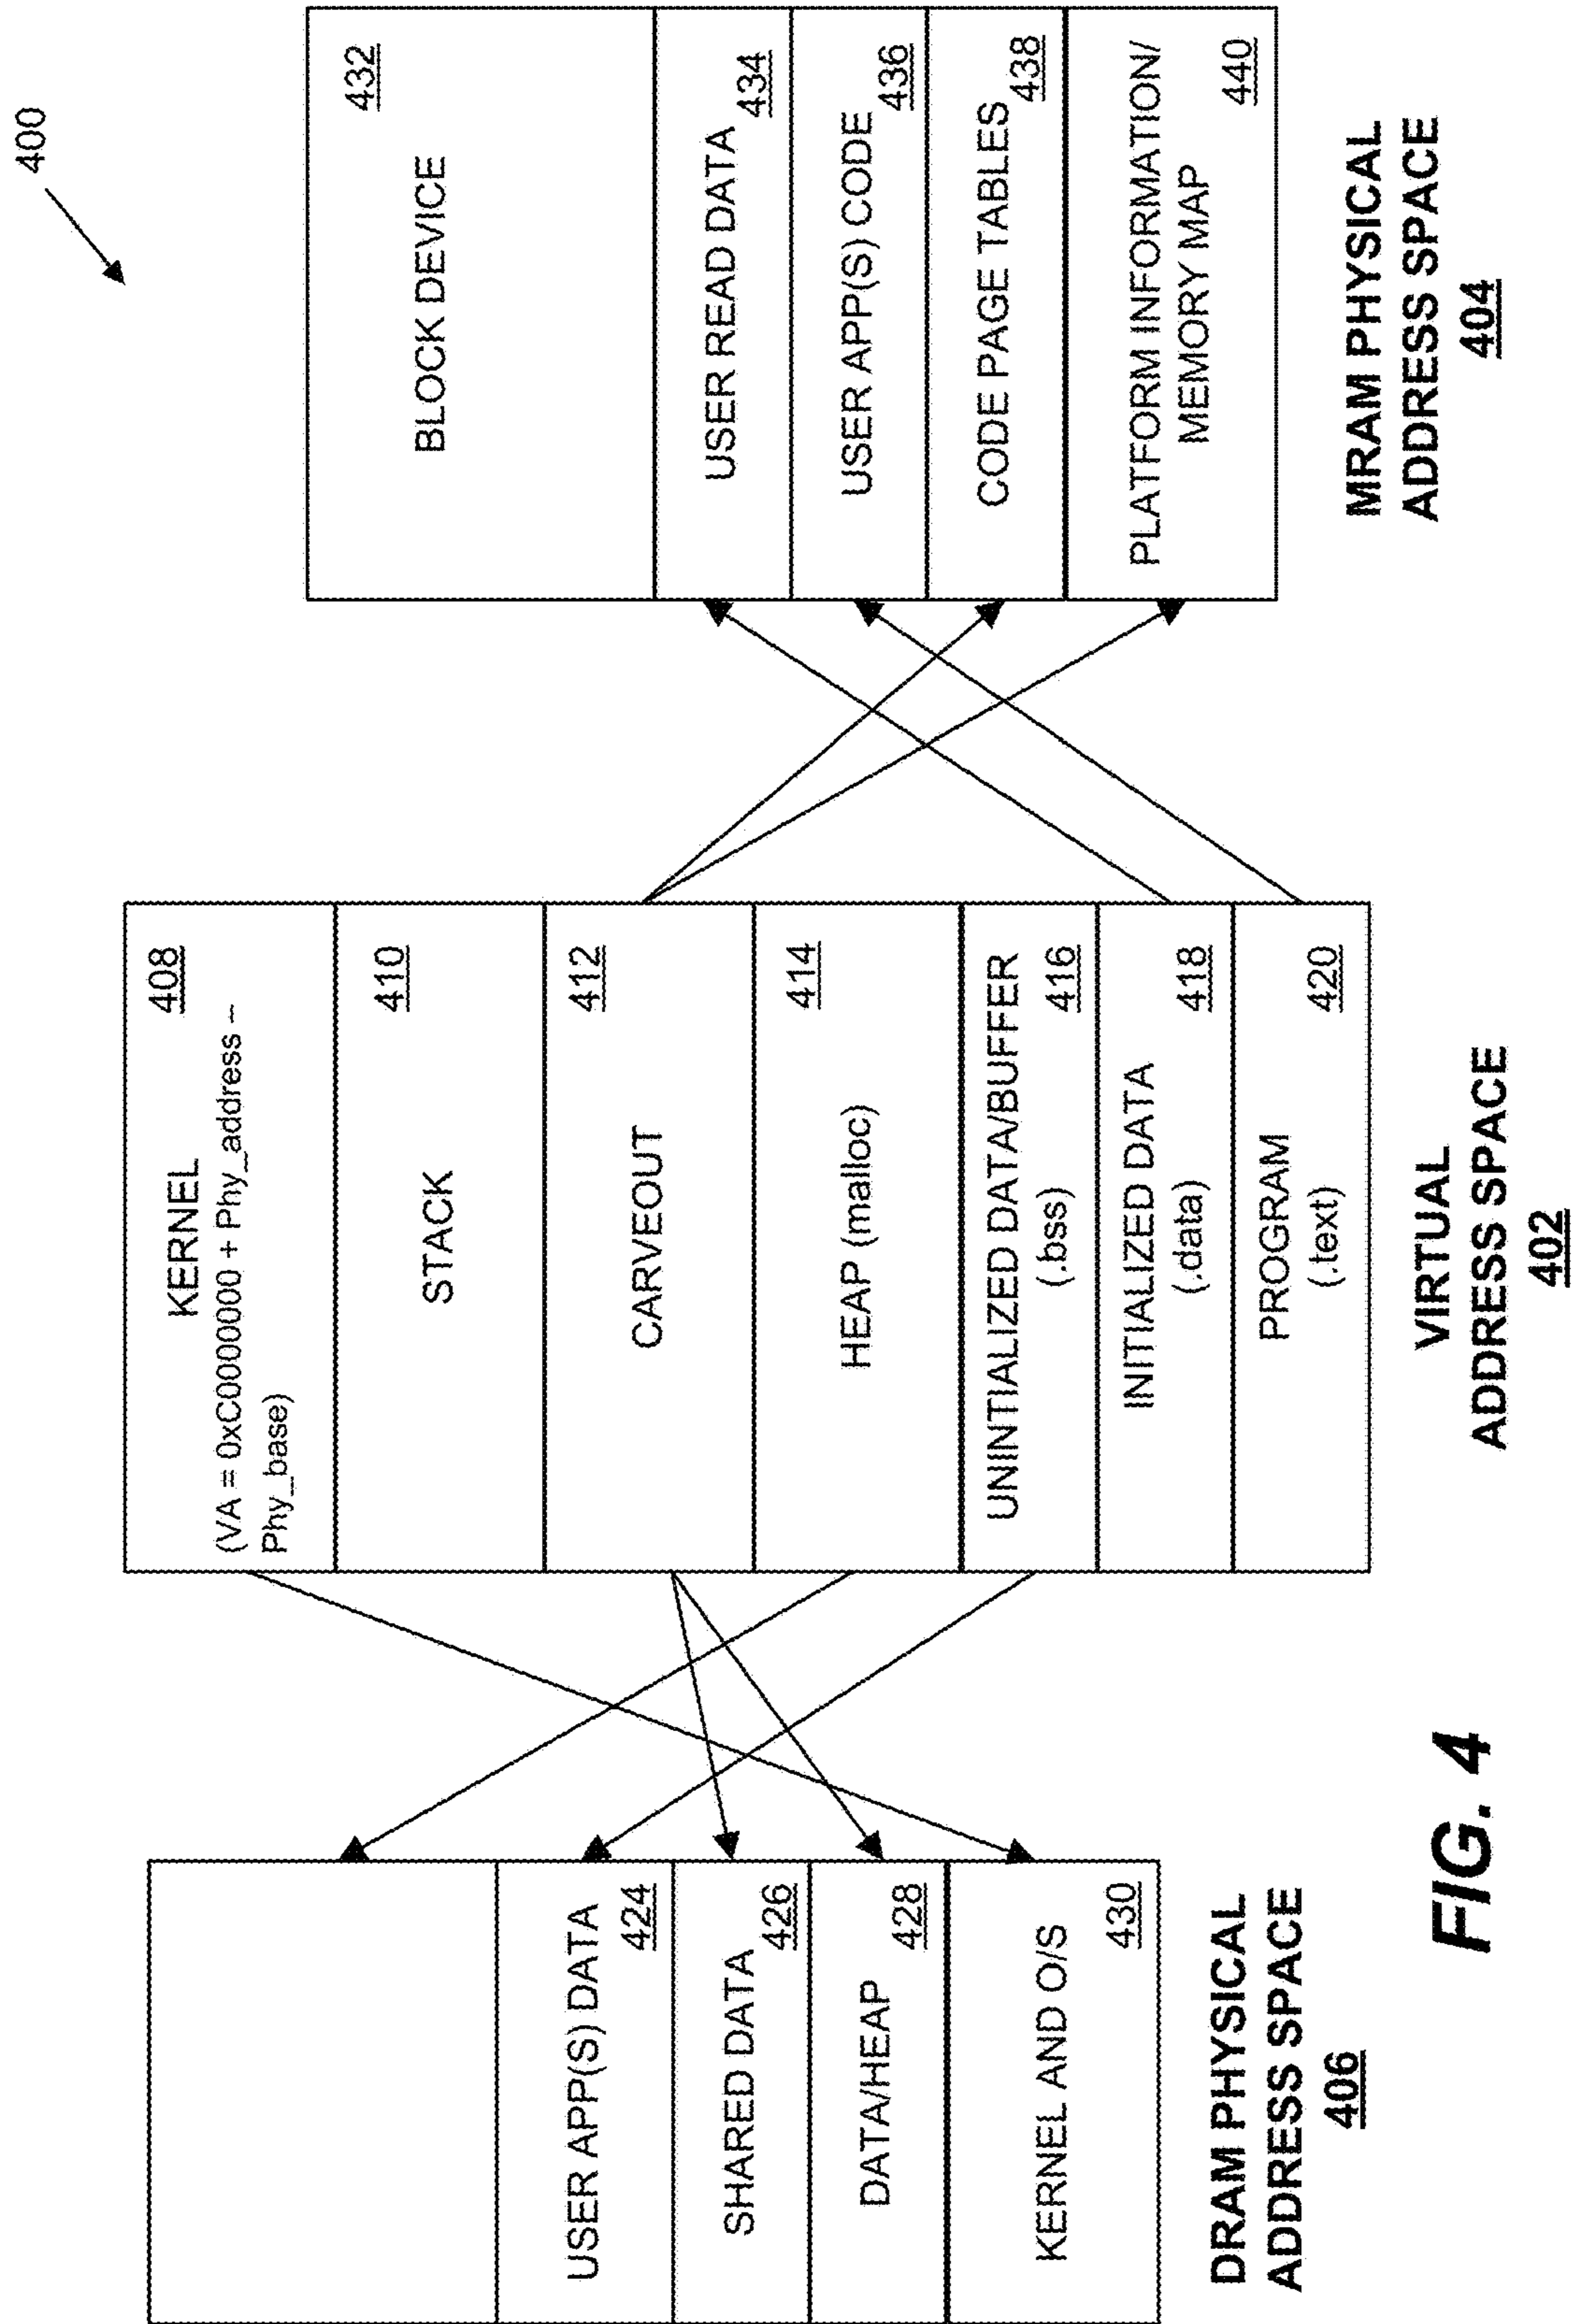 400
KERNEL
408
(VA = 0xC0000000 + Phy_address –
Phy_base)
STACK
410
CARVEOUT
412
HEAP (malloc)
414
UNINTIALIZED DATA/BUFFER
(.bss)
416
INITIALIZED DATA
(.data)
418
PROGRAM
(.text)
420
VIRTUAL
ADDRESS SPACE
402
USER APP(S) DATA
424
SHARED DATA
426
DATA/HEAP
428
KERNEL AND O/S
430
DRAM PHYSICAL
ADDRESS SPACE
406
432
BLOCK DEVICE
USER READ DATA
434
USER APP(S) CODE
436
CODE PAGE TABLES
438
PLATFORM INFORMATION/
MEMORY MAP
440
MRAM PHYSICAL
ADDRESS SPACE
404
FIG. 4